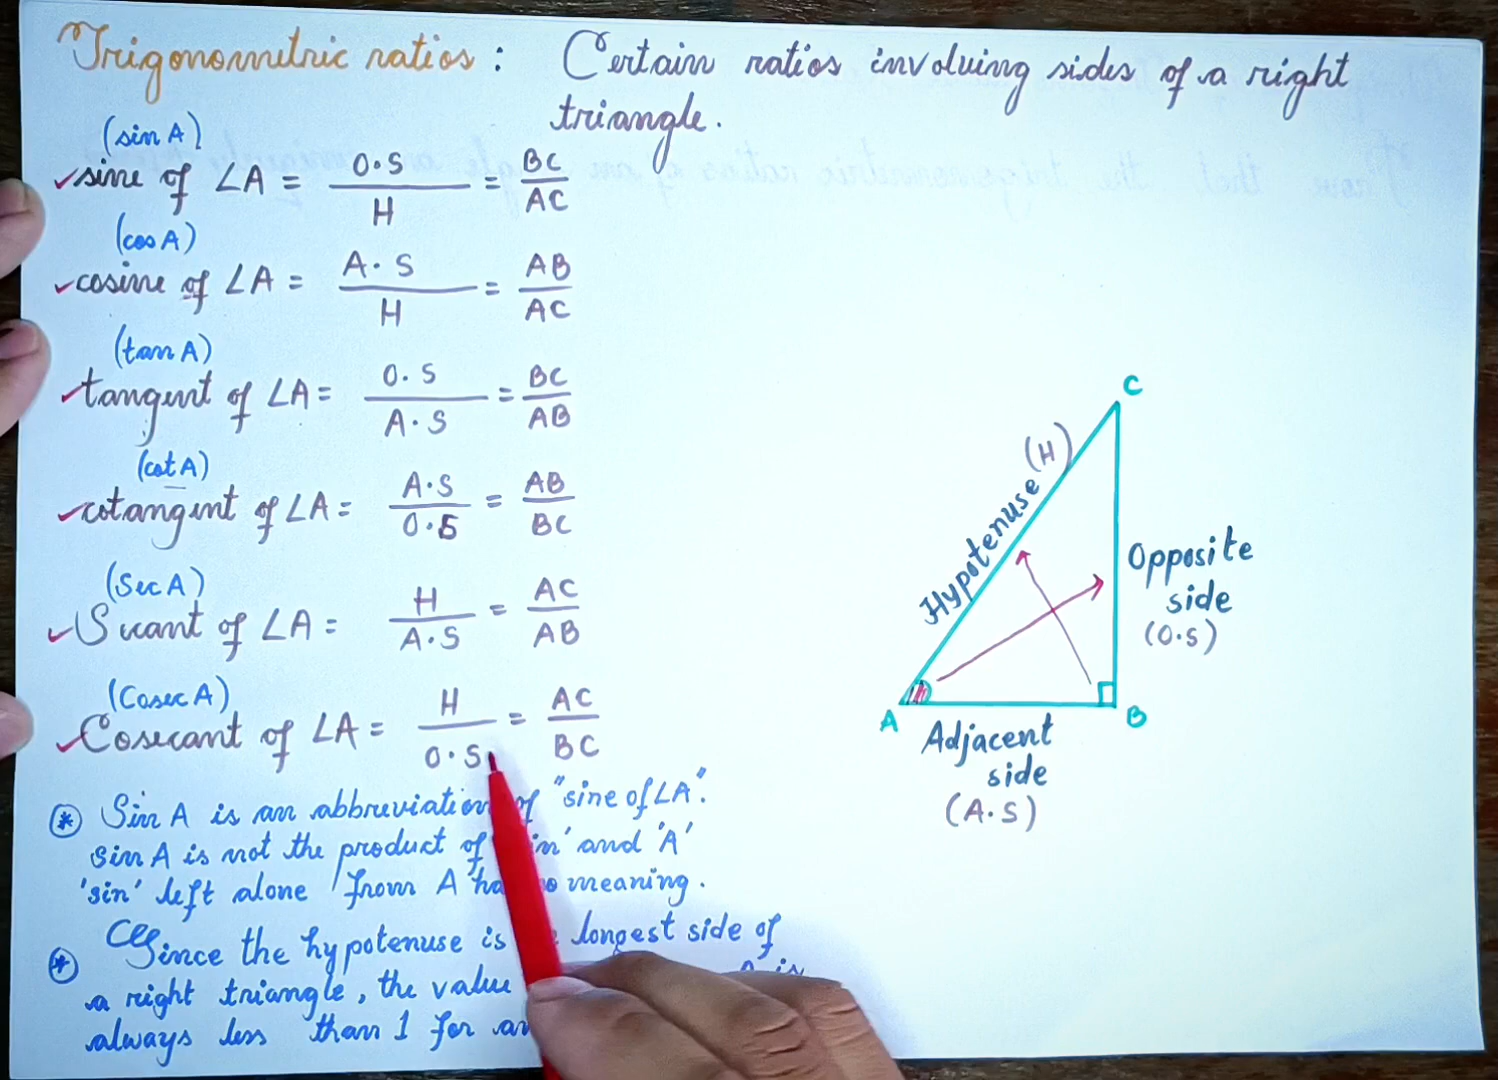 Trigonometric ratios : Certain ratios involving sides of a right
triangle.
(sin A)
sine of ∠A = O.S / H = BC / AC
(cos A)
cosine of ∠A = A.S / H = AB / AC
(tan A)
tangent of ∠A = O.S / A.S = BC / AB
(cot A)
cotangent of ∠A = A.S / O.S = AB / BC
(Sec A)
Secant of ∠A = H / A.S = AC / AB
(Cosec A)
Cosecant of ∠A = H / O.S = AC / BC
* Sin A is an abbreviation of "sine of ∠A".
sin A is not the product of and 'A'
'sin' left alone from A meaning.
* Since the hypotenuse is longest side of
a right triangle, the value A is
always less than 1 for
C
Hypotenuse (H)
Opposite
side
(O.S)
A
B
Adjacent
side
(A.S)